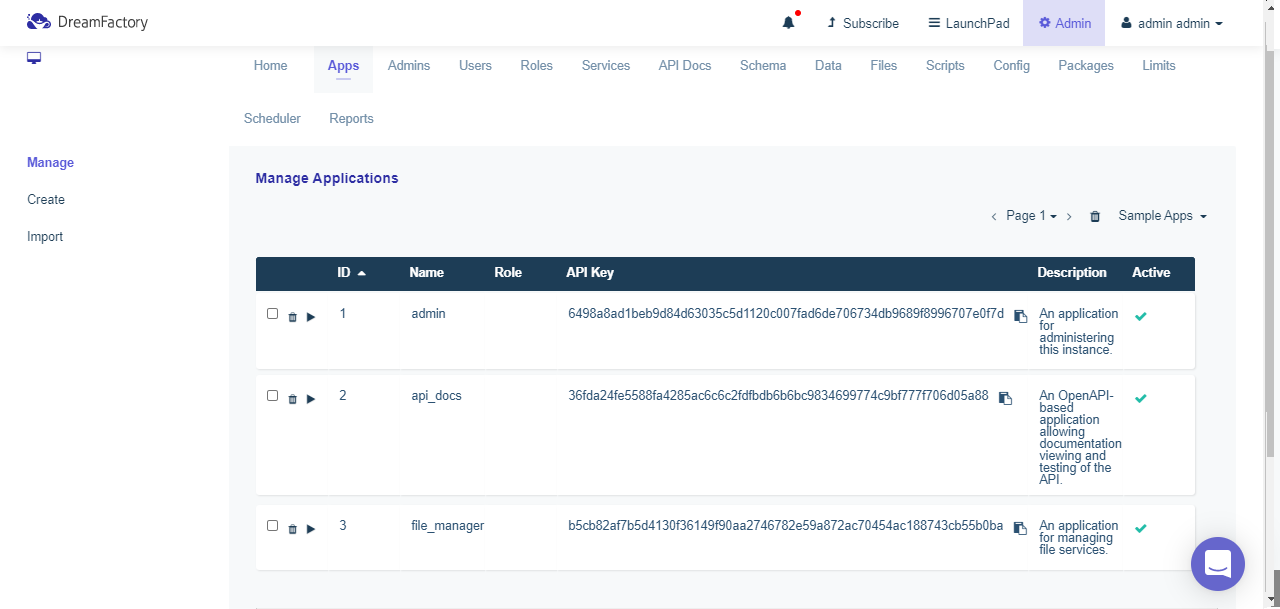 DreamFactory
Subscribe
LaunchPad
Admin
admin admin
Home
Apps
Admins
Users
Roles
Services
API Docs
Schema
Data
Files
Scripts
Config
Packages
Limits
Scheduler
Reports
Manage
Create
Import
Manage Applications
Page 1
Sample Apps
ID Name Role API Key Description Active
1 admin 6498a8ad1beb9d84d63035c5d1120c007fad6de706734db9689f8996707e0f7d An application
for
administering
this instance.
2 api_docs 36fda24fe5588fa4285ac6c6c2fdfbdb6b6bc9834699774c9bf777f706d05a88 An OpenAPI-
based
application
allowing
documentation
viewing and
testing of the
API.
3 file_manager b5cb82af7b5d4130f36149f90aa2746782e59a872ac70454ac188743cb55b0ba An application
for managing
file services.